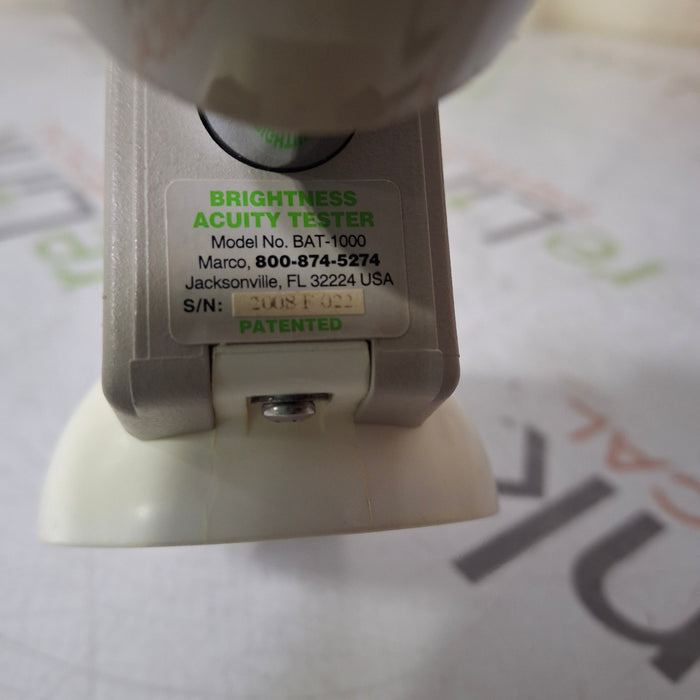 BRIGHTNESS
ACUITY TESTER
Model No. BAT-1000
Marco, 800-874-5274
Jacksonville, FL 32224 USA
S/N: 2008 F 022
PATENTED